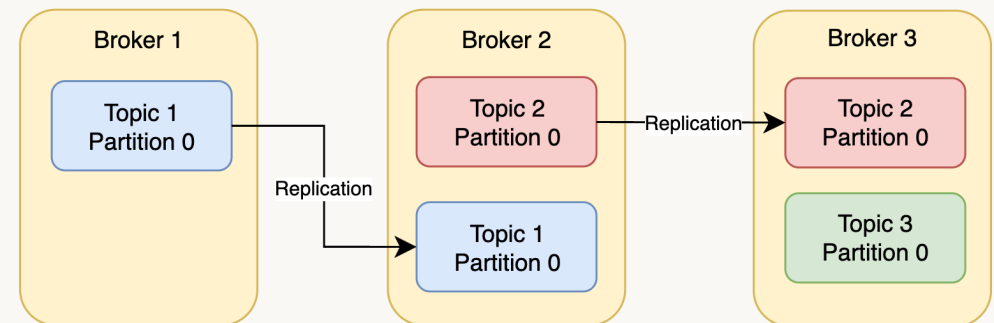 Broker 1
Topic 1
Partition 0
Replication
Broker 2
Topic 2
Partition 0
Topic 1
Partition 0
Replication
Broker 3
Topic 2
Partition 0
Topic 3
Partition 0